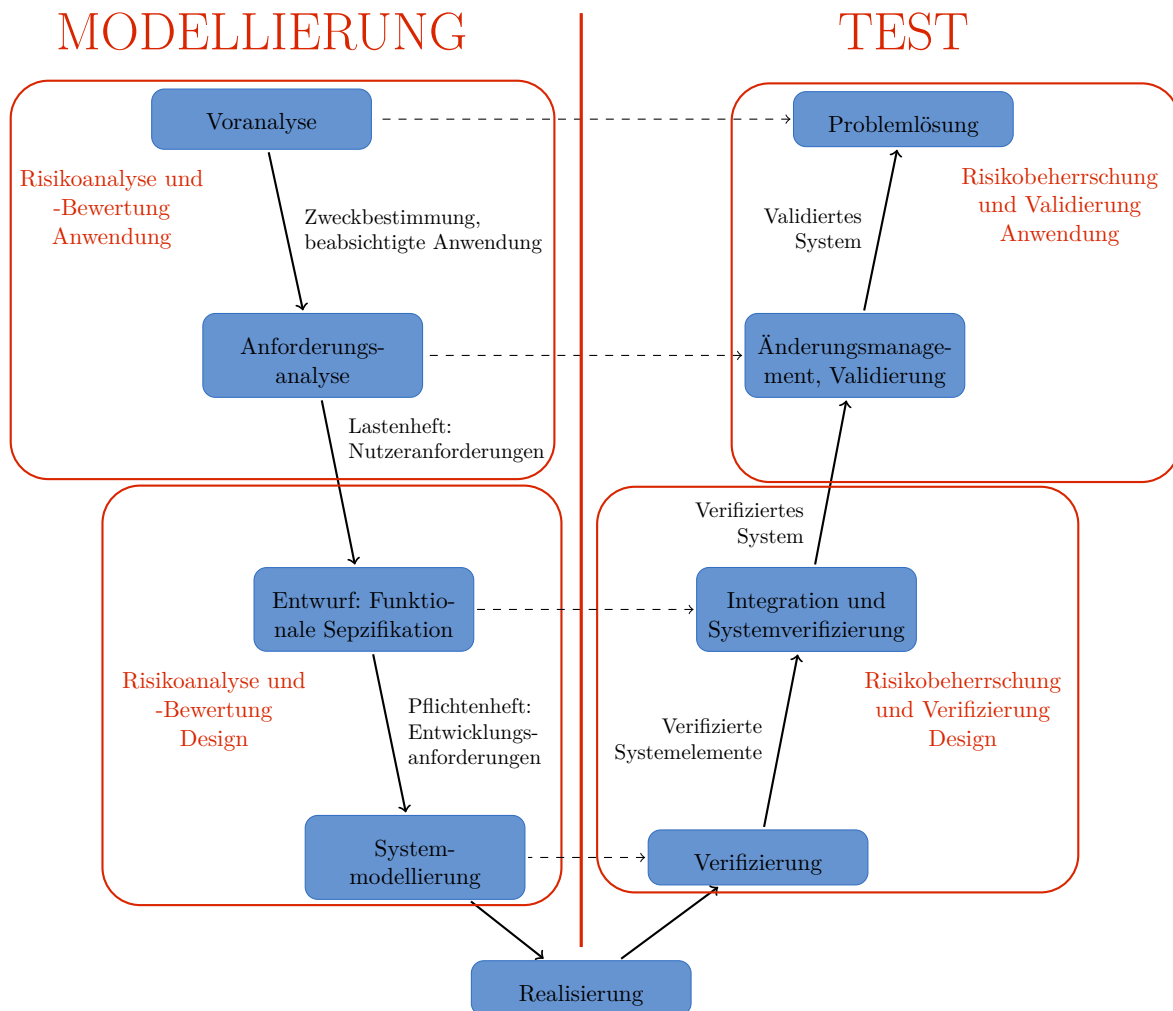 MODELLIERUNG
TEST
Voranalyse
Problemlösung
Risikoanalyse und
-Bewertung
Anwendung
Zweckbestimmung,
beabsichtigte Anwendung
Validiertes
System
Risikobeherrschung
und Validierung
Anwendung
Anforderungs-
analyse
Änderungsmanage-
ment, Validierung
Lastenheft:
Nutzeranforderungen
Verifiziertes
System
Entwurf: Funktio-
nale Sepzifikation
Integration und
Systemverifizierung
Risikoanalyse und
-Bewertung
Design
Pflichtenheft:
Entwicklungs-
anforderungen
Verifizierte
Systemelemente
Risikobeherrschung
und Verifizierung
Design
System-
modellierung
Verifizierung
Realisierung